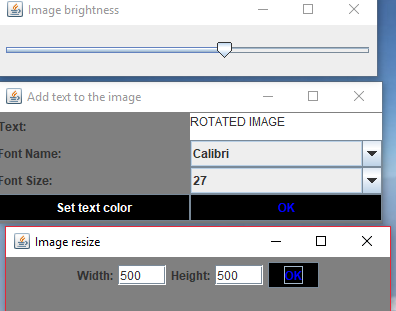 Image brightness
Add text to the image
Text: ROTATED IMAGE
Font Name: Calibri
Font Size: 27
Set text color OK
Image resize
Width: 500 Height: 500 OK